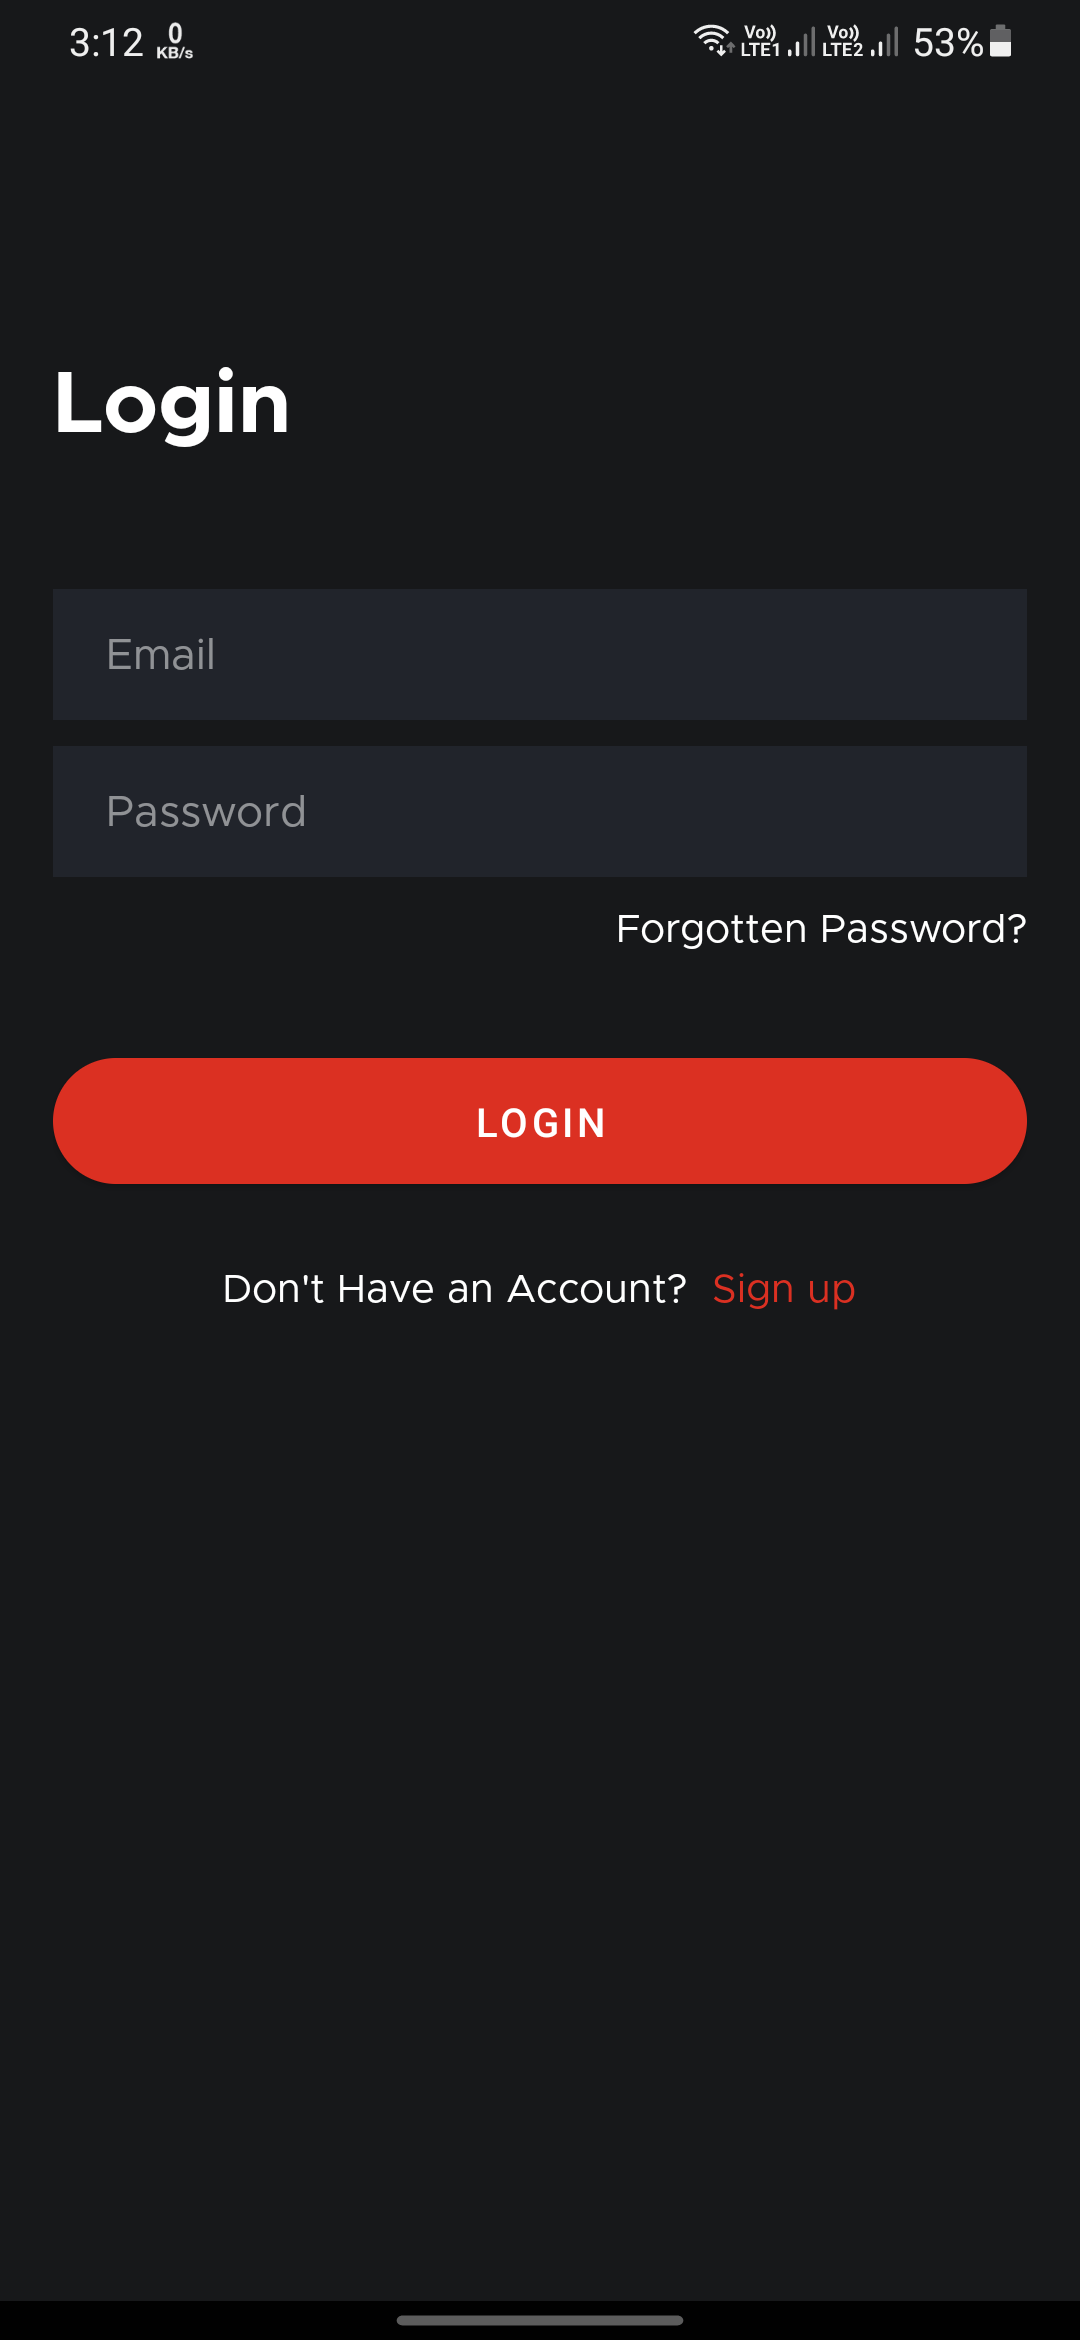 3:12 0 KB/s Vo)) LTE1 Vo)) LTE2 53%
Login
Email
Password
Forgotten Password?
LOGIN
Don't Have an Account? Sign up